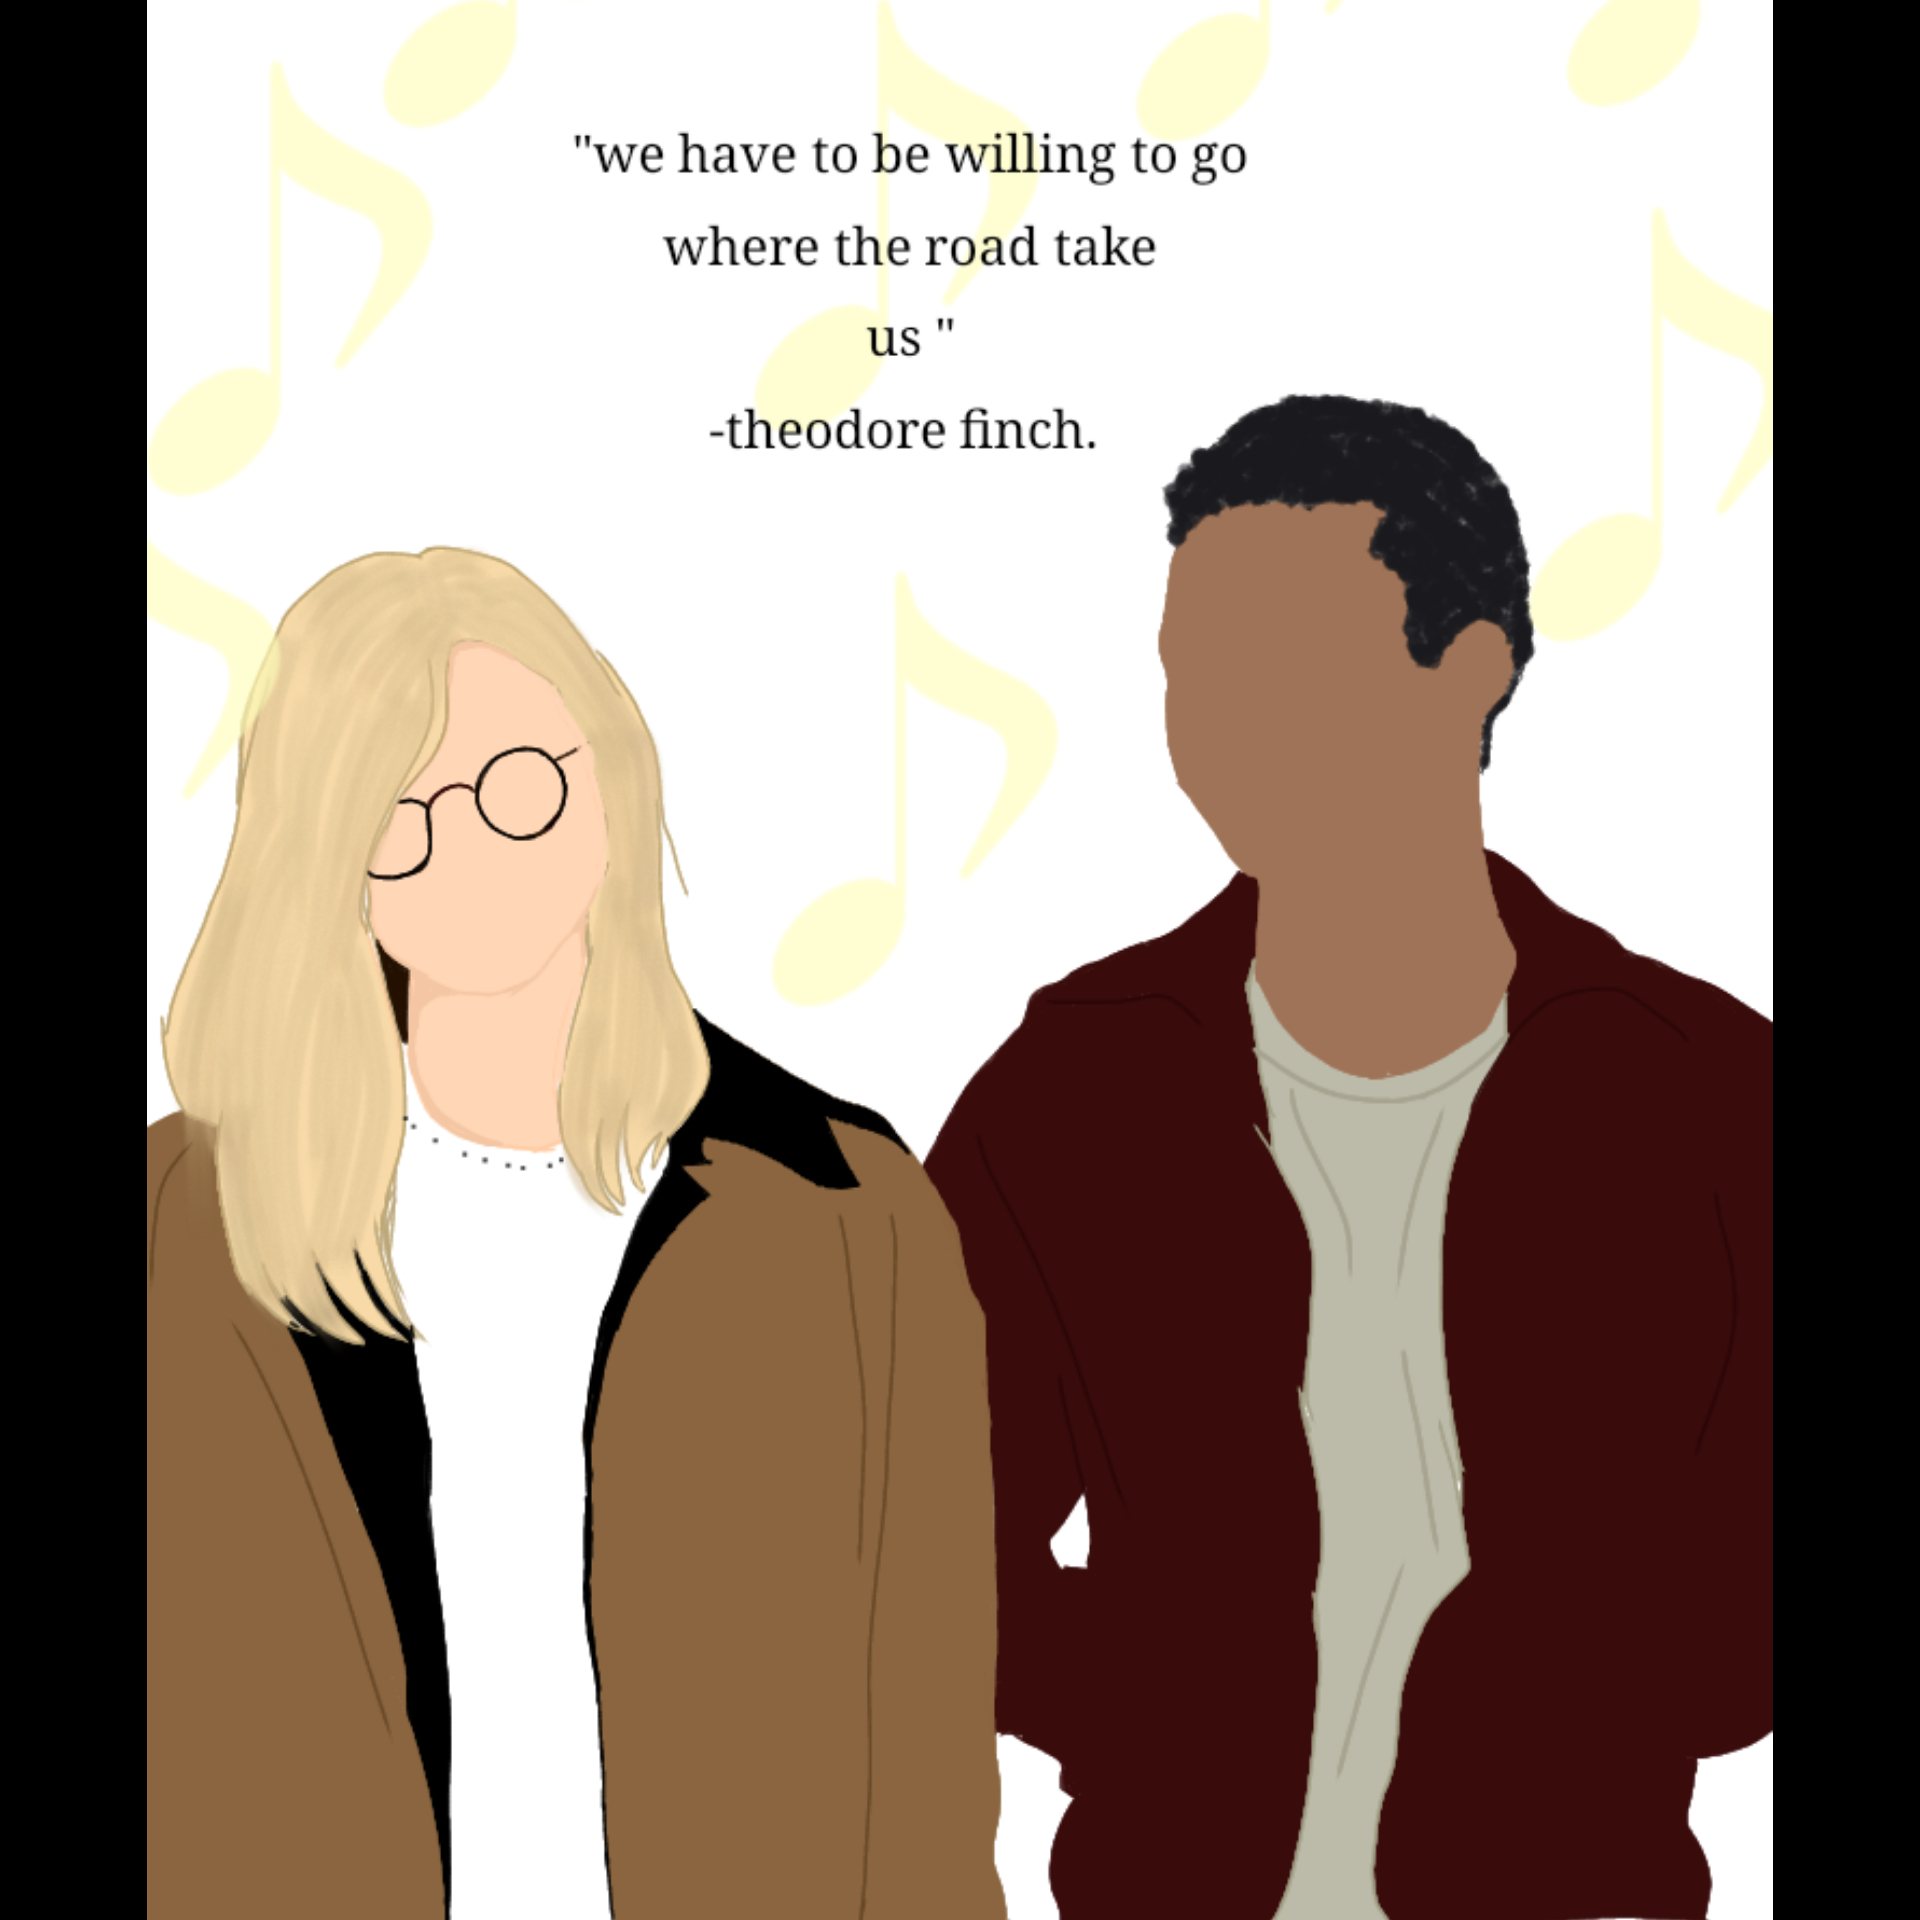 "we have to be willing to go
where the road take
us "
-theodore finch.